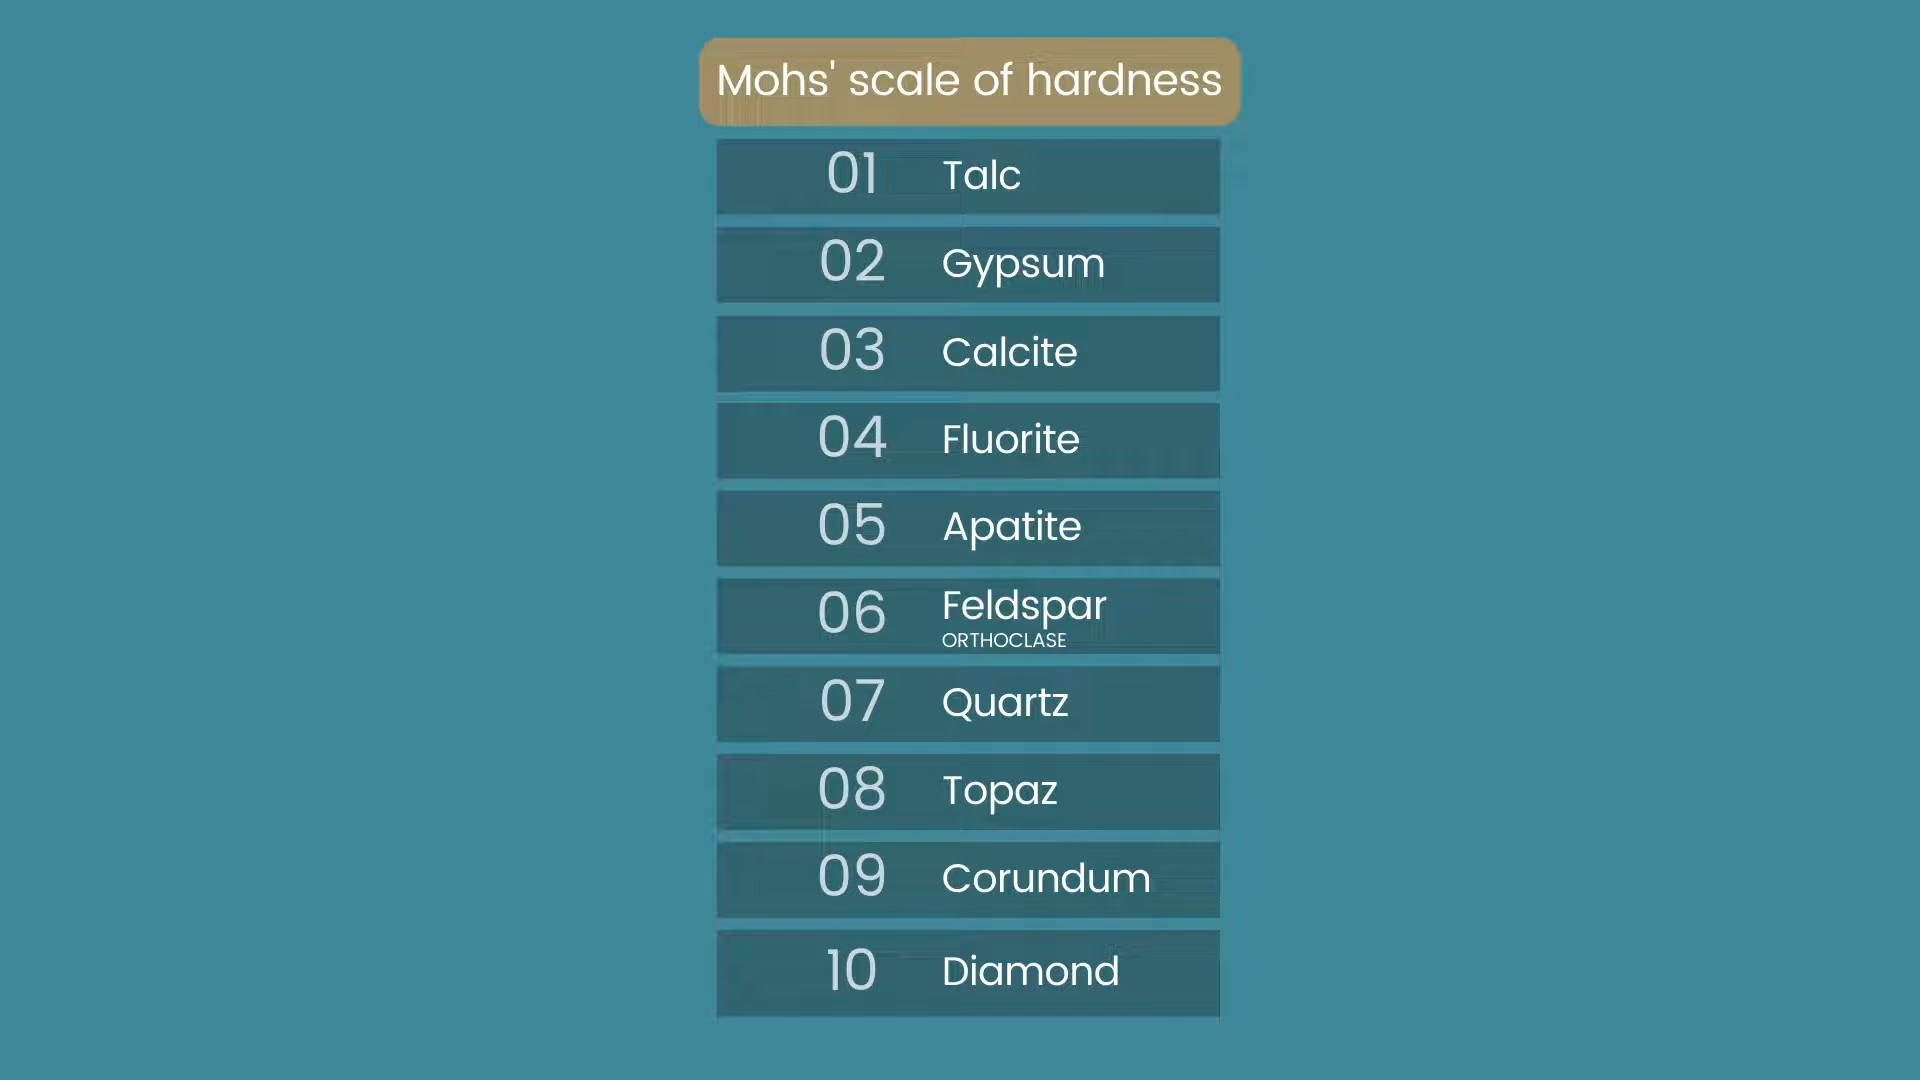 Mohs' scale of hardness
01 Talc
02 Gypsum
03 Calcite
04 Fluorite
05 Apatite
06 Feldspar
ORTHOCLASE
07 Quartz
08 Topaz
09 Corundum
10 Diamond